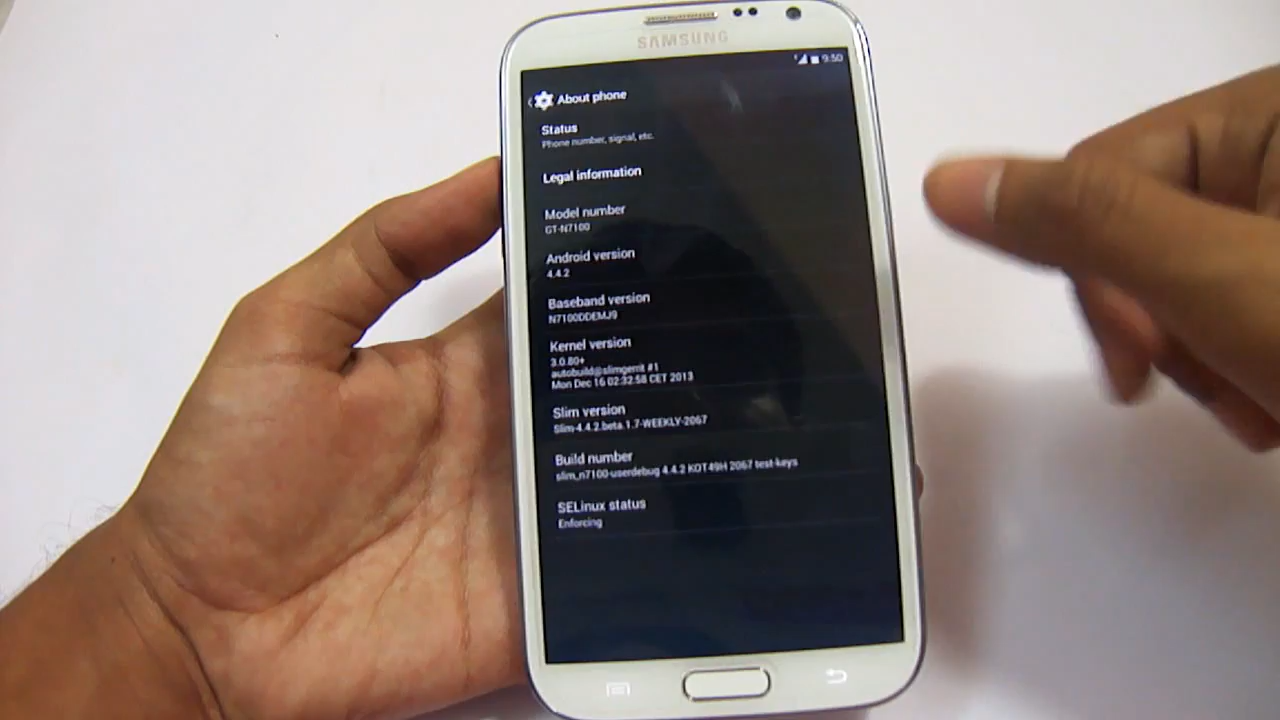 SAMSUNG
9:50
About phone
Status
Phone number, signal, etc.
Legal information
Model number
GT-N7100
Android version
4.4.2
Baseband version
N7100DDEMJ9
Kernel version
3.0.80+
autobuild@slimgerrit #1
Mon Dec 16 02:32:58 CET 2013
Slim version
Slim-4.4.2.beta.1.7-WEEKLY-2067
Build number
slim_n7100-userdebug 4.4.2 KOT49H 2067 test-keys
SELinux status
Enforcing